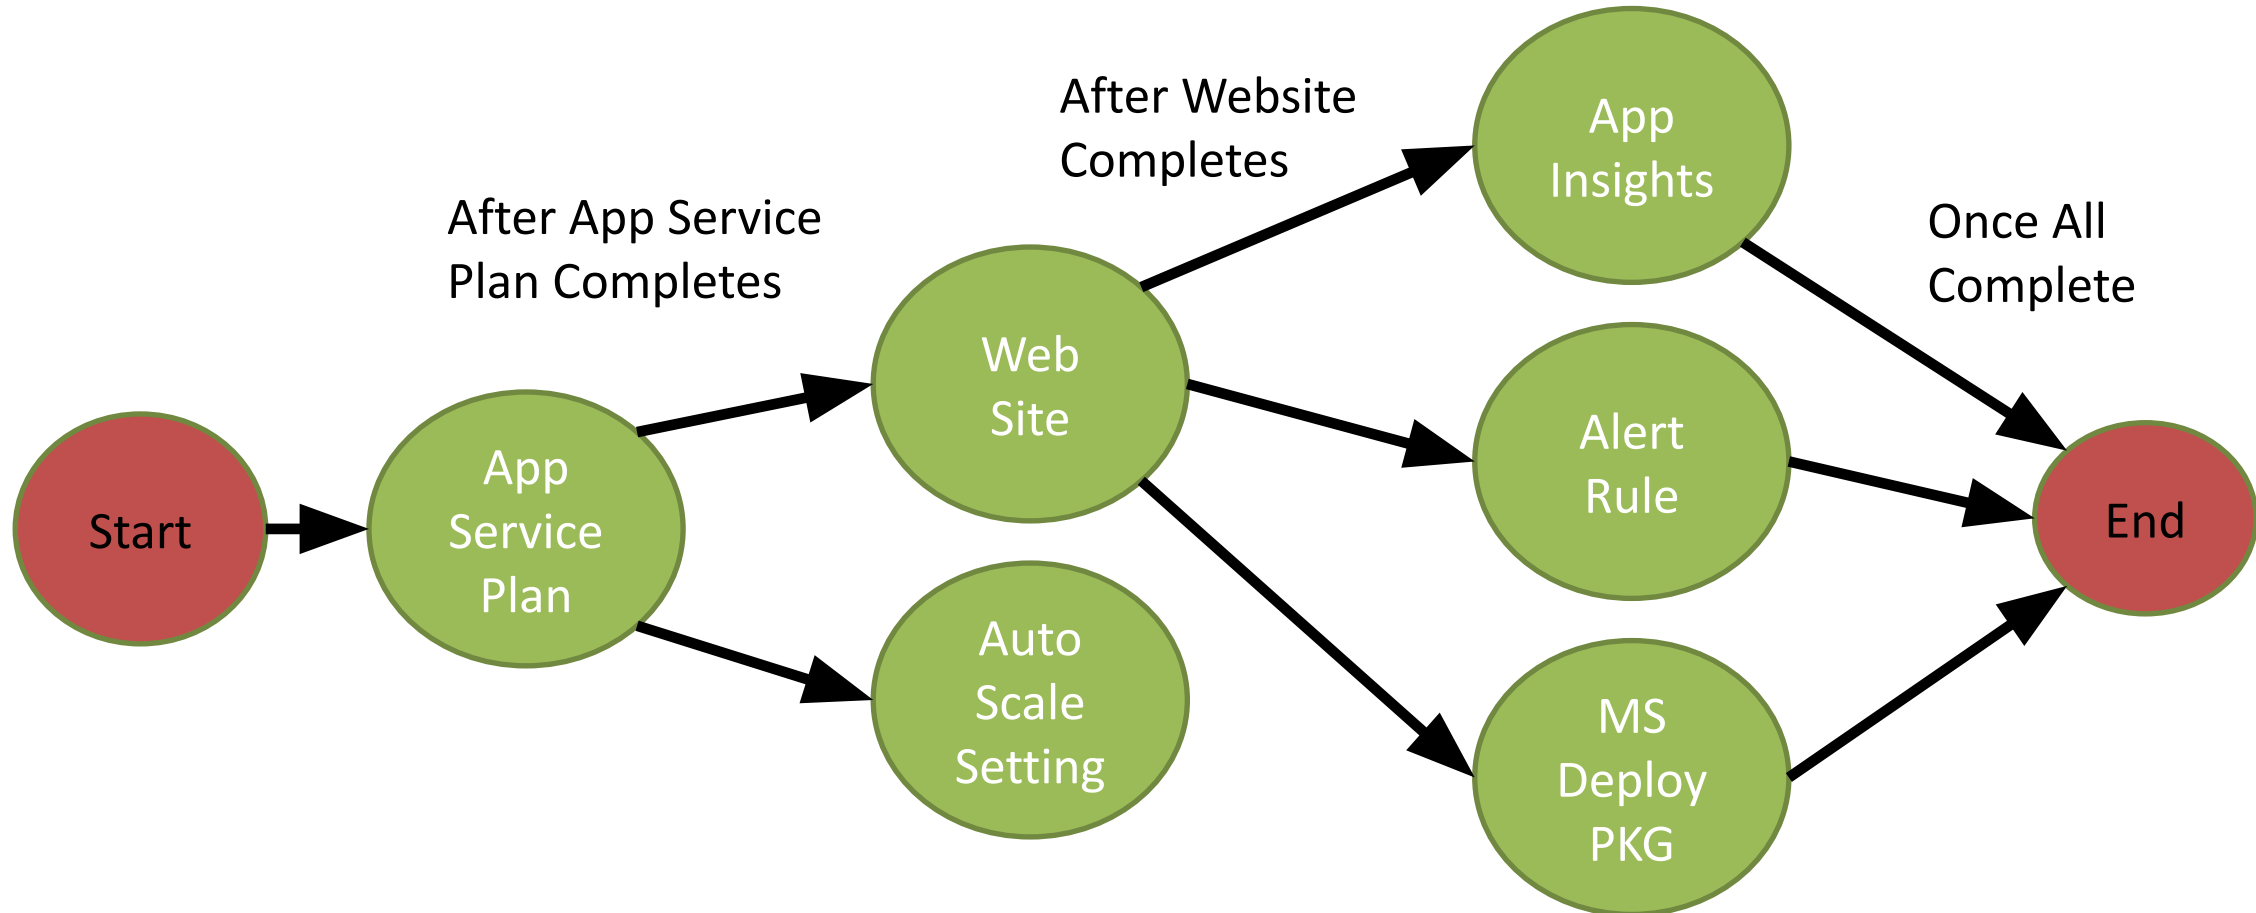 After Website
Completes
App
Insights
After App Service
Plan Completes
Once All
Complete
Web
Site
Alert
Rule
Start
App
Service
Plan
End
Auto
Scale
Setting
MS
Deploy
PKG